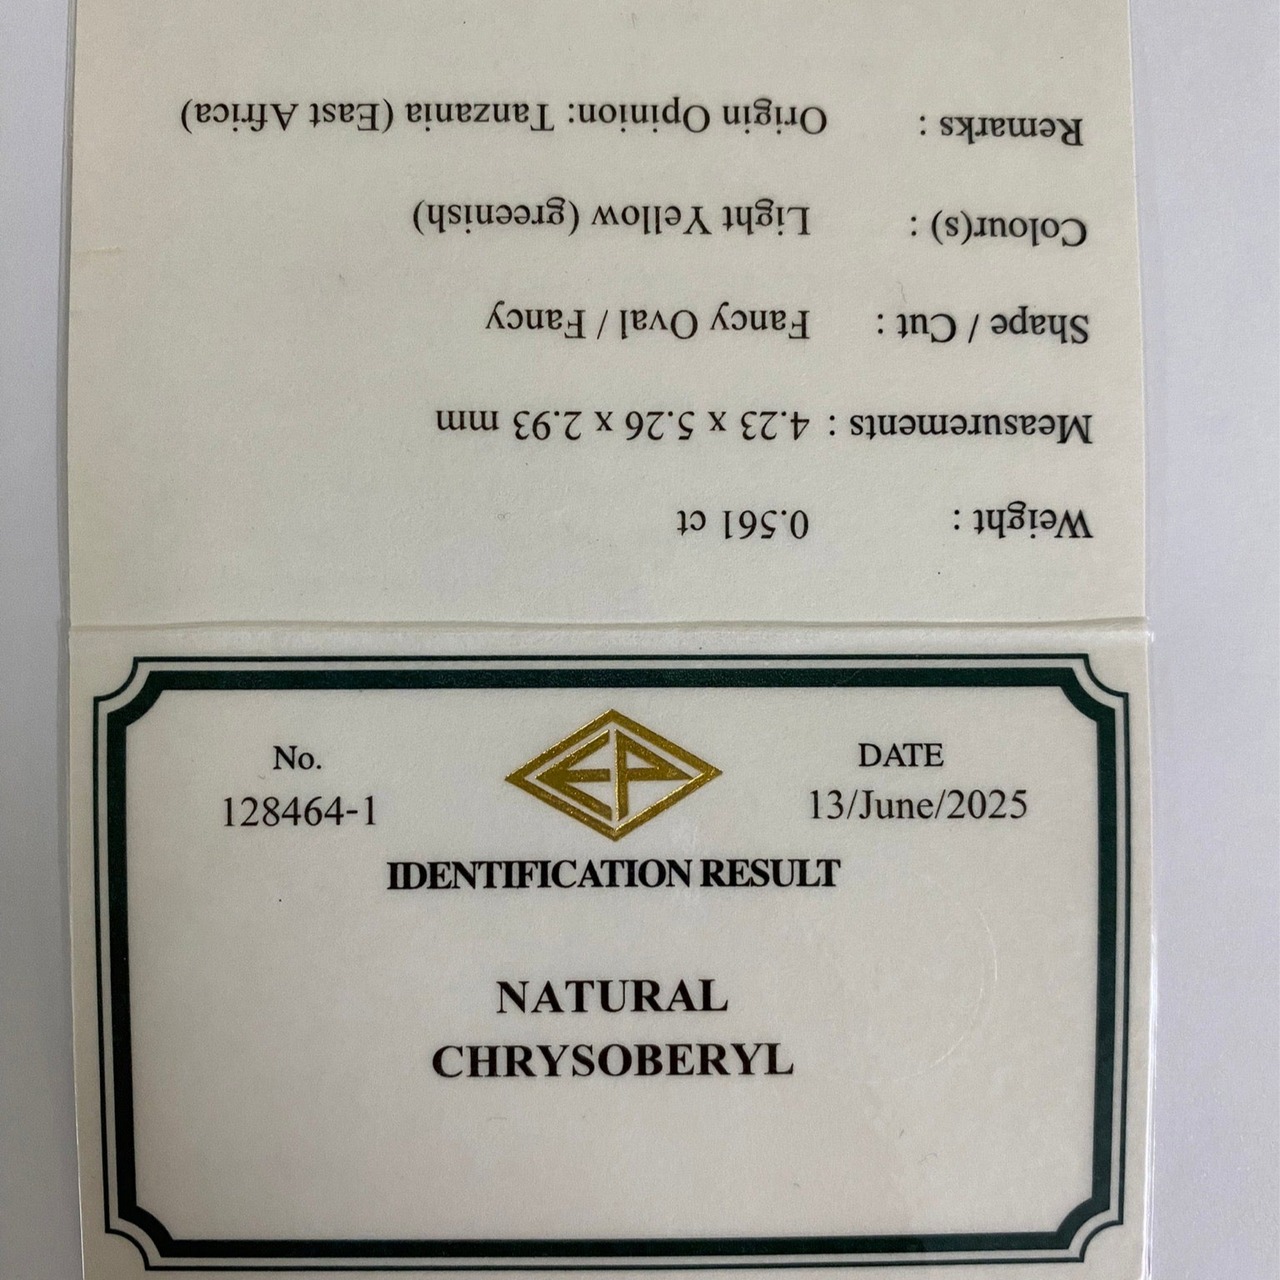 Weight : 0.561 ct
Measurements : 4.23 x 5.26 x 2.93 mm
Shape / Cut : Fancy Oval / Fancy
Colour(s) : Light Yellow (greenish)
Remarks : Origin Opinion: Tanzania (East Africa)
No.
128464-1
EP
DATE
13/June/2025
IDENTIFICATION RESULT
NATURAL
CHRYSOBERYL